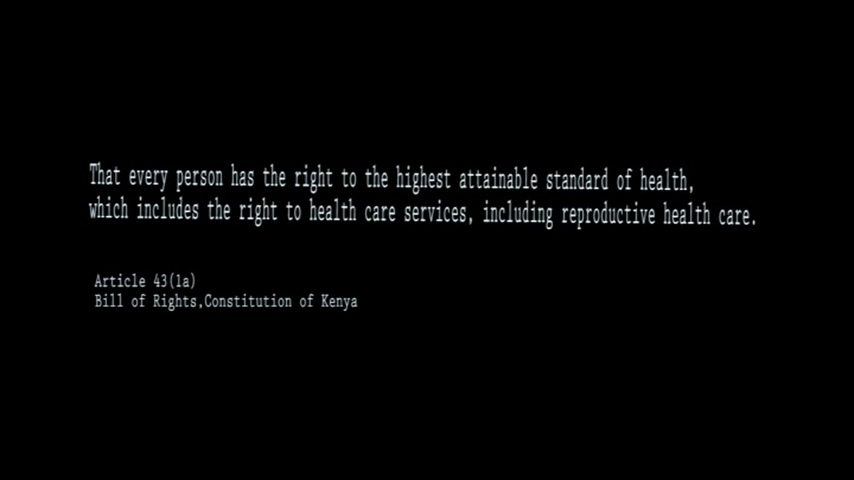 That every person has the right to the highest attainable standard of health,
which includes the right to health care services, including reproductive health care.
Article 43(1a)
Bill of Rights,Constitution of Kenya